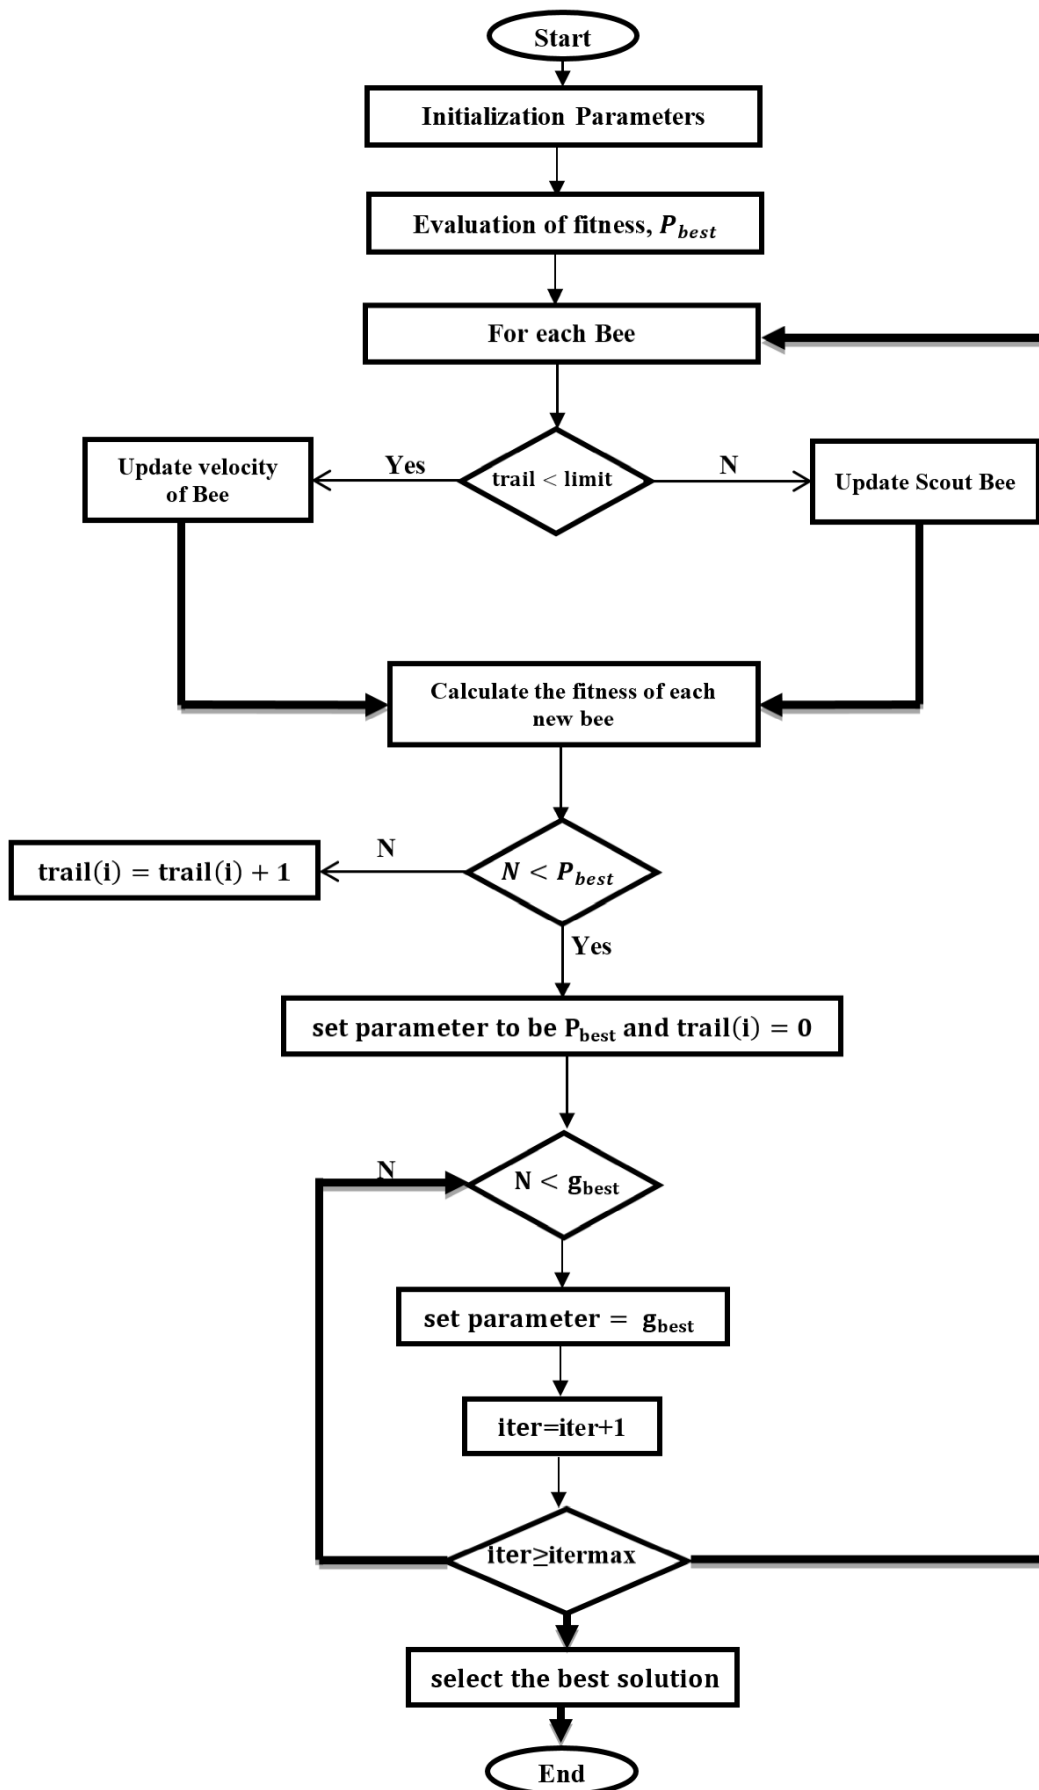 Start
Initialization Parameters
Evaluation of fitness, P_best
For each Bee
Update velocity
of Bee
Yes
trail < limit
N
Update Scout Bee
Calculate the fitness of each
new bee
trail(i) = trail(i) + 1
N
N < P_best
Yes
set parameter to be P_best and trail(i) = 0
N
N < g_best
set parameter = g_best
iter=iter+1
iter≥itermax
select the best solution
End